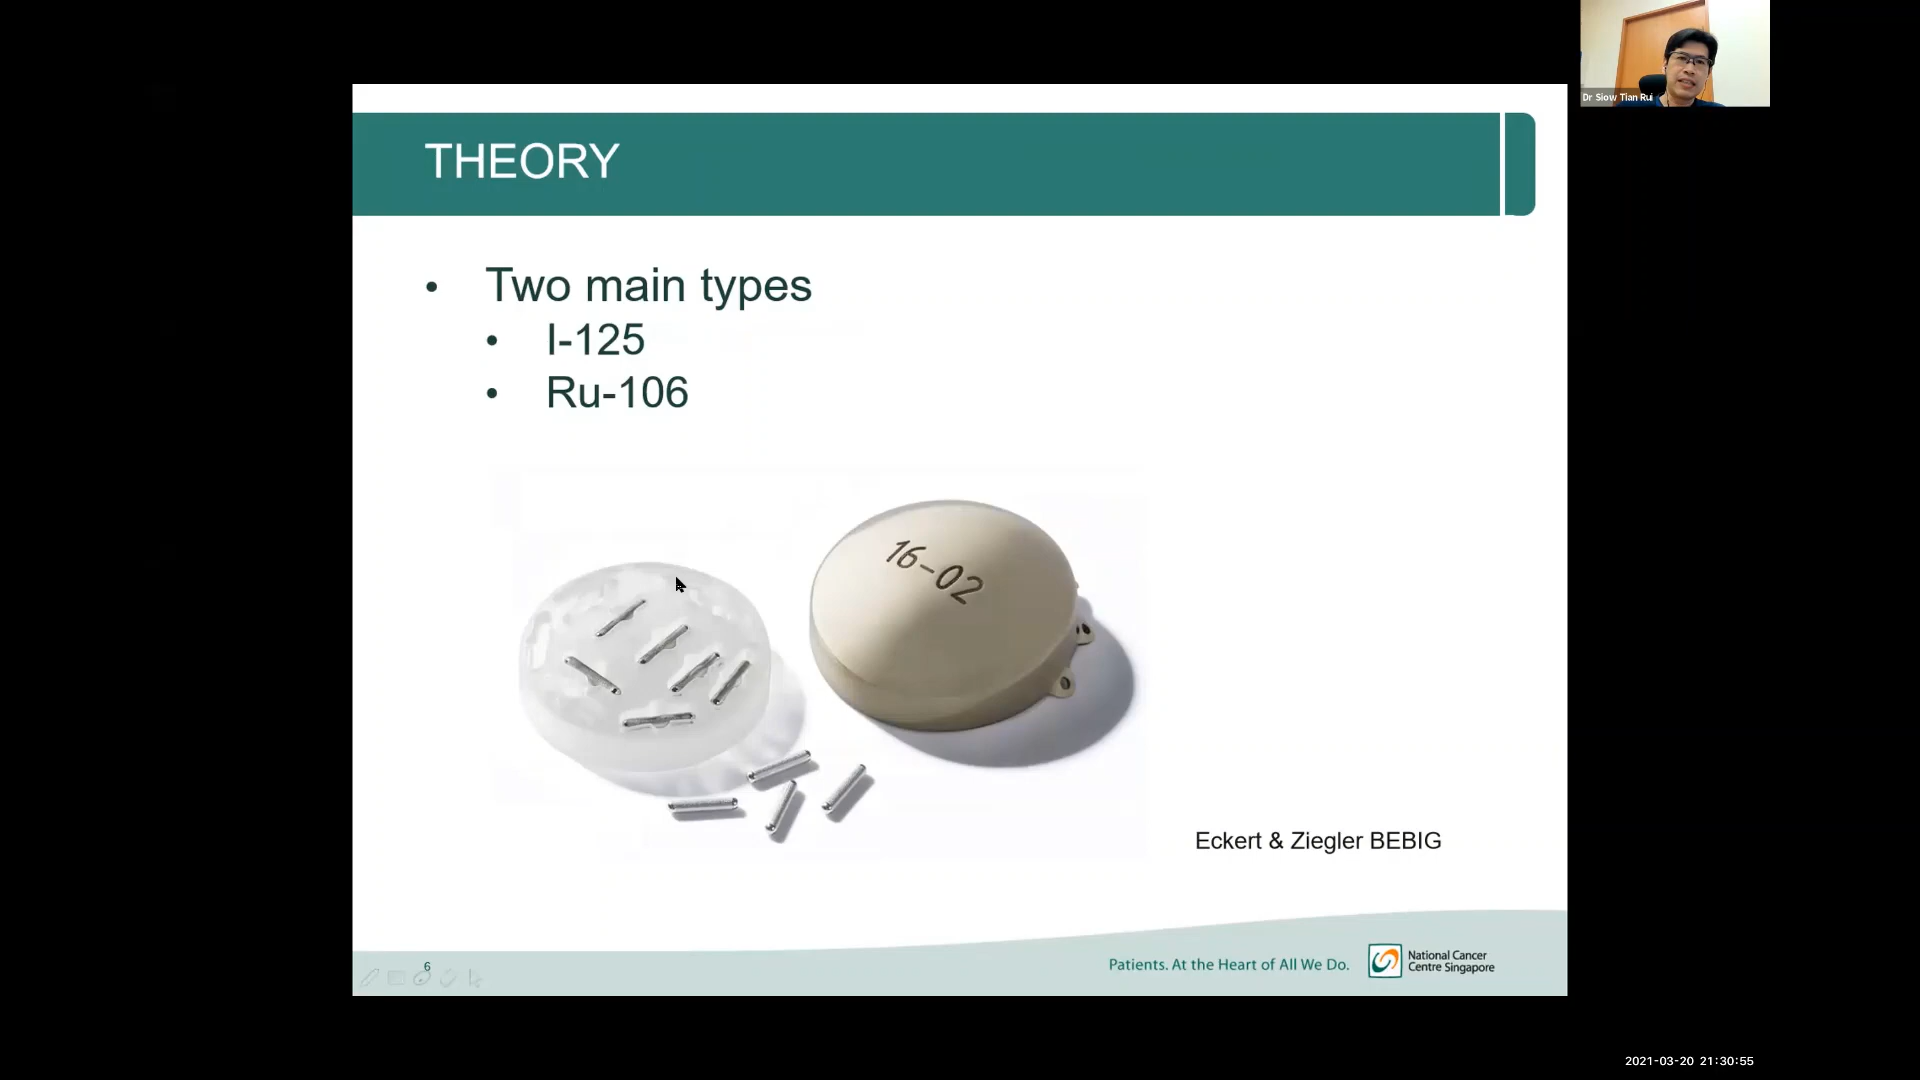 Dr Siow Tian Rui
THEORY
• Two main types
• I-125
• Ru-106
16-02
Eckert & Ziegler BEBIG
6
Patients. At the Heart of All We Do.
National Cancer
Centre Singapore
2021-03-20 21:30:55